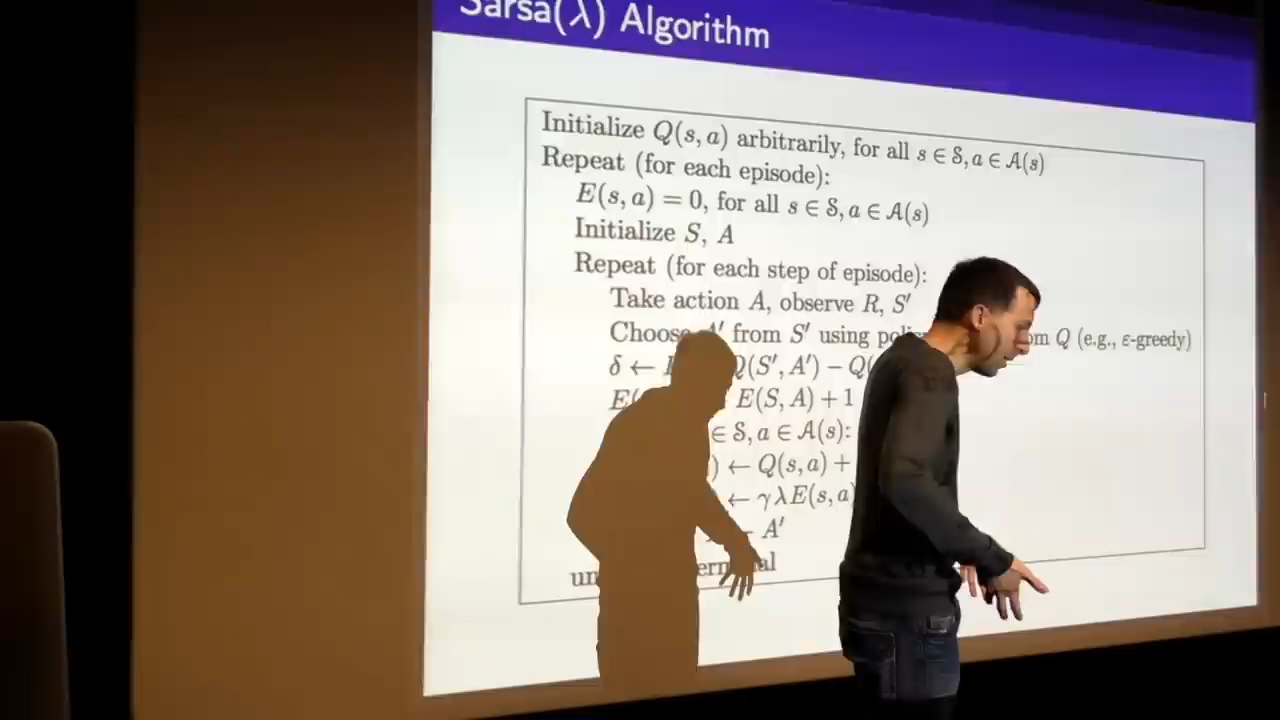 Sarsa(λ) Algorithm
Initialize Q(s, a) arbitrarily, for all s ∈ 𝒮, a ∈ 𝒜(s)
Repeat (for each episode):
E(s, a) = 0, for all s ∈ 𝒮, a ∈ 𝒜(s)
Initialize S, A
Repeat (for each step of episode):
Take action A, observe R, S′
Choose A′ from S′ using Q (e.g., ε-greedy)
δ ← Q(S′, A′) − Q(
E( E(S, A) + 1
∈ 𝒮, a ∈ 𝒜(s):
) ← Q(s, a) +
← γλE(s, a)
← A′